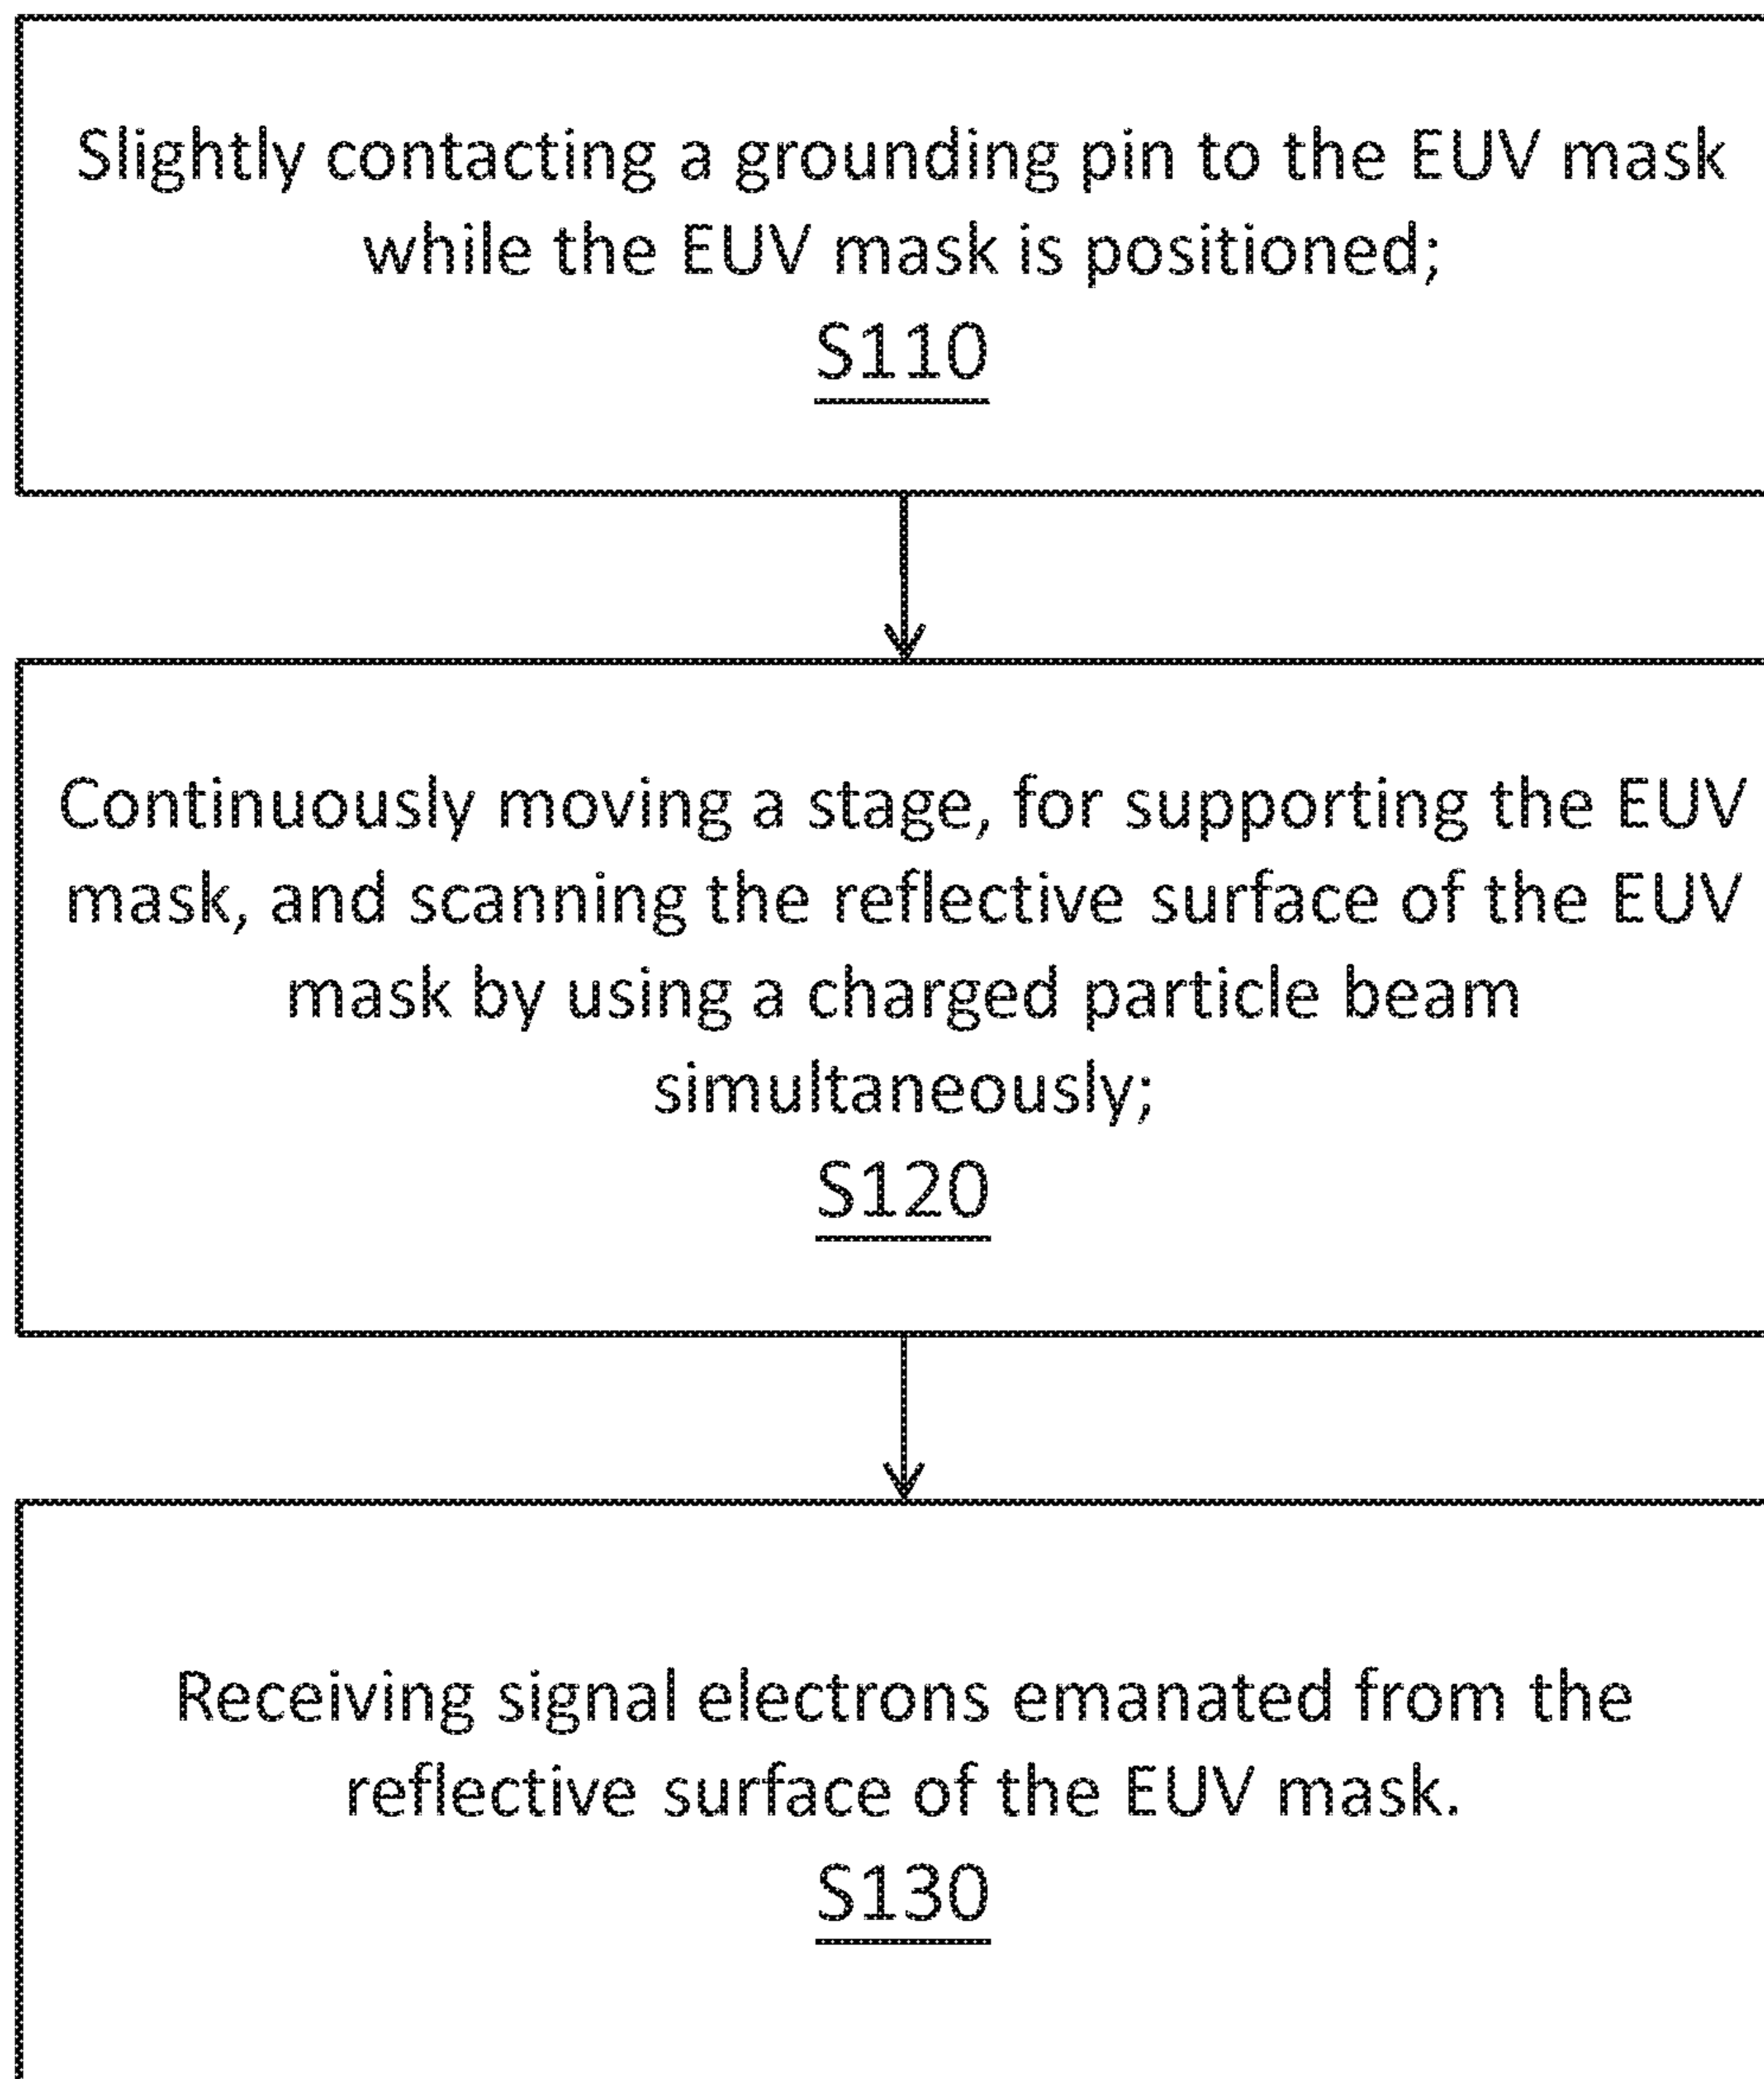 Slightly contacting a grounding pin to the EUV mask
while the EUV mask is positioned;
S110
Continuously moving a stage, for supporting the EUV
mask, and scanning the reflective surface of the EUV
mask by using a charged particle beam
simultaneously;
S120
Receiving signal electrons emanated from the
reflective surface of the EUV mask.
S130